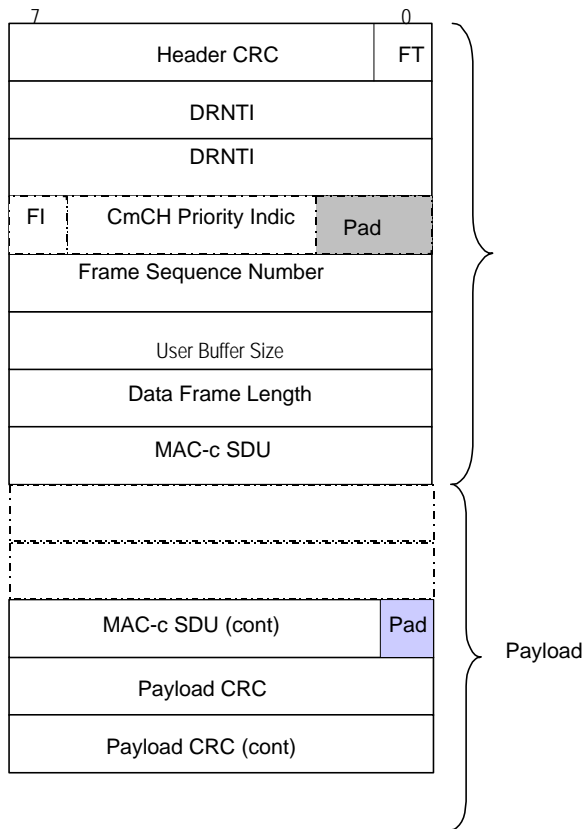 7 0
Header CRC FT
DRNTI
DRNTI
FI CmCH Priority Indic Pad
Frame Sequence Number
User Buffer Size
Data Frame Length
MAC-c SDU
MAC-c SDU (cont) Pad
Payload
Payload CRC
Payload CRC (cont)